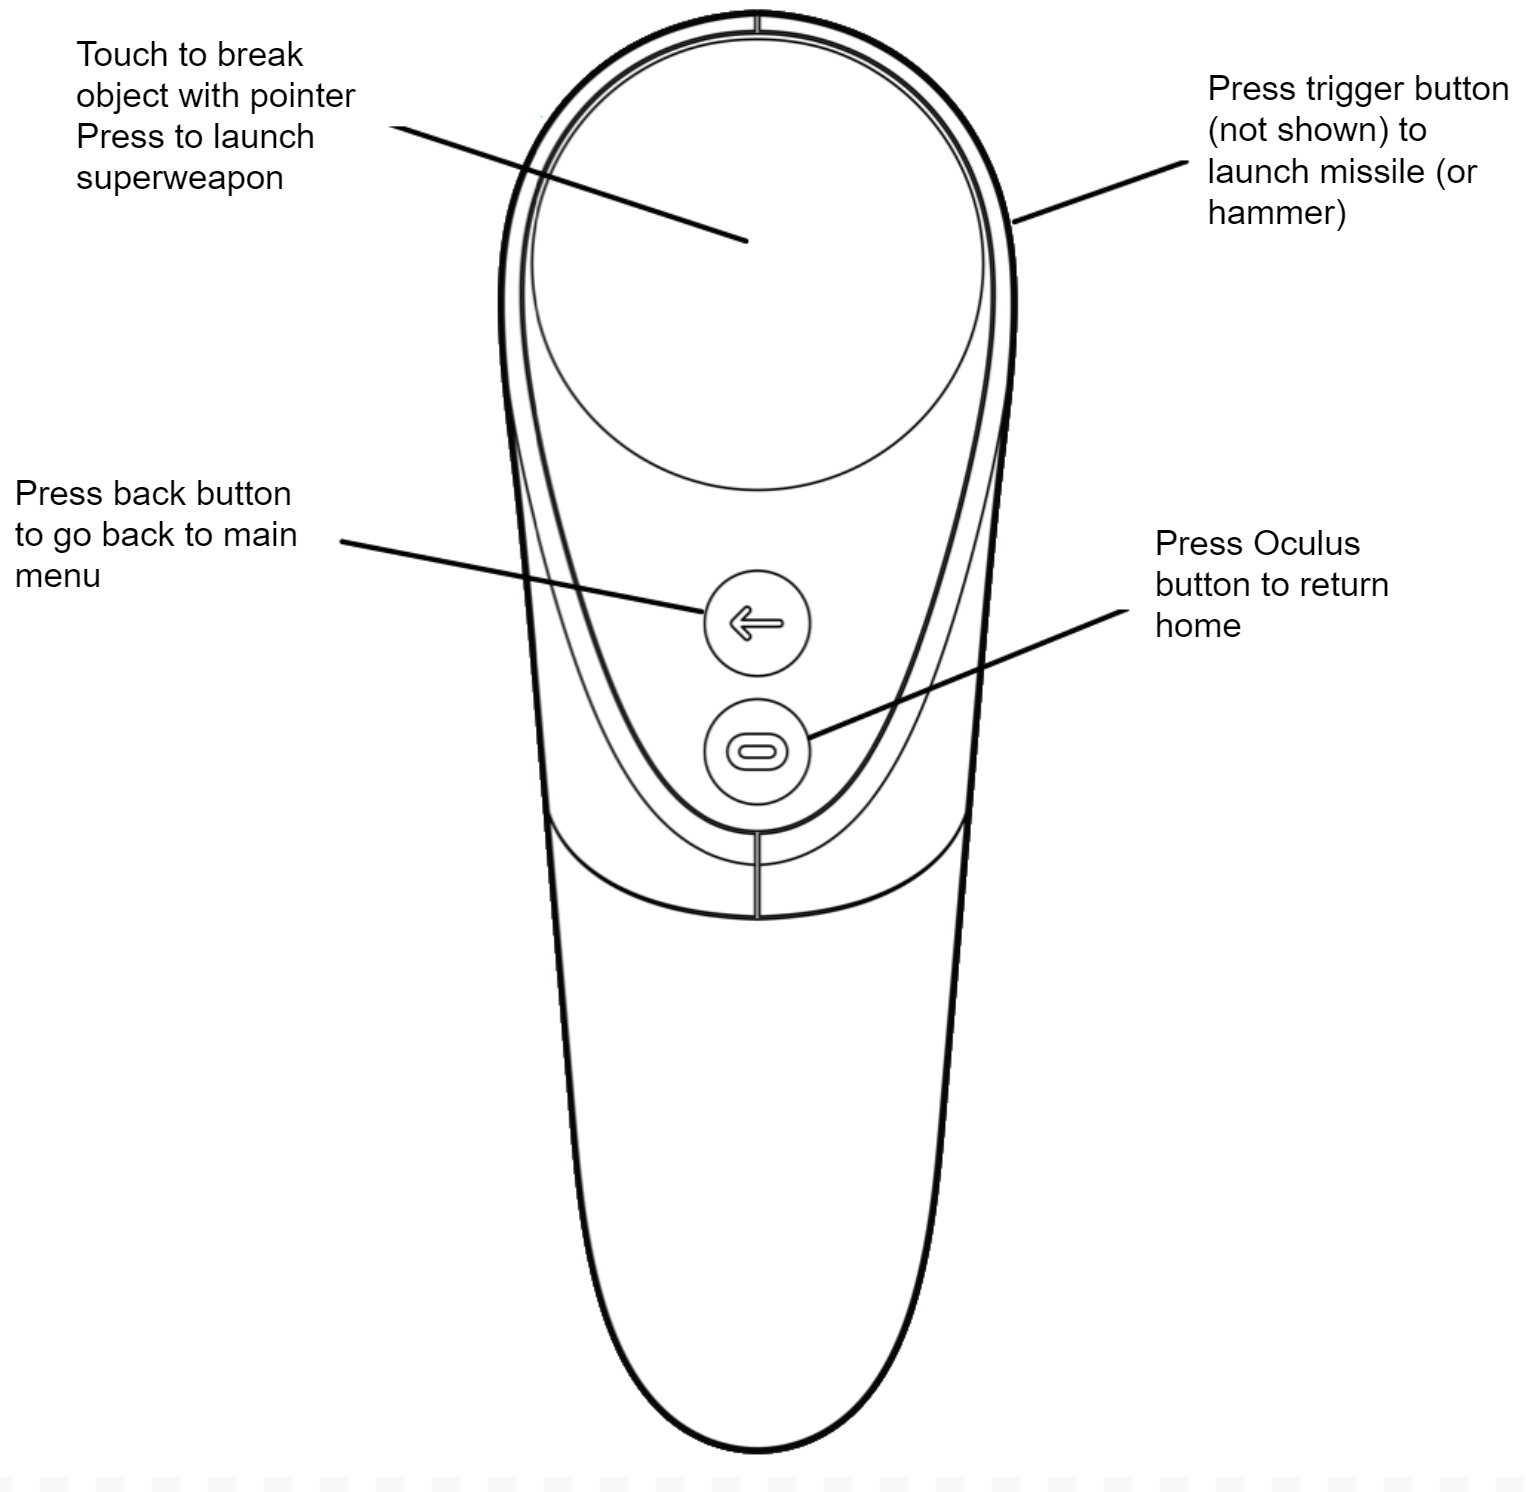 Touch to break
object with pointer
Press to launch
superweapon
Press trigger button
(not shown) to
launch missile (or
hammer)
Press back button
to go back to main
menu
Press Oculus
button to return
home